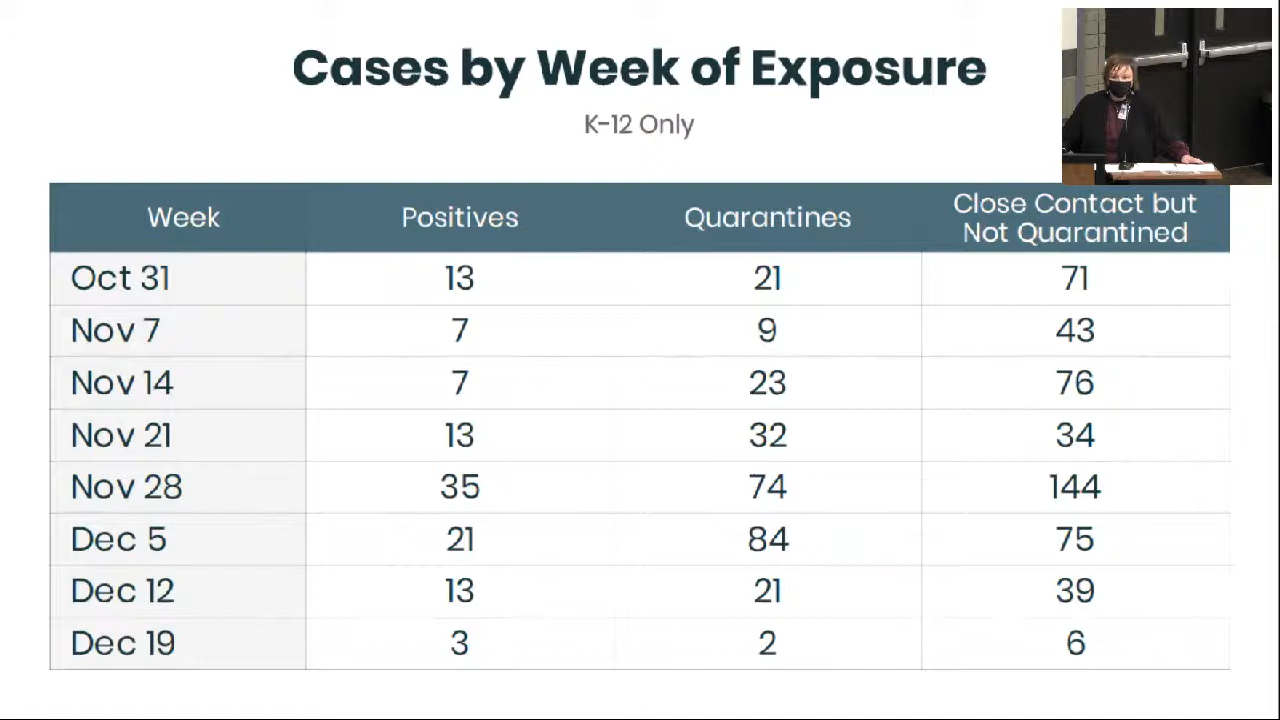 Cases by Week of Exposure
K-12 Only
Week Positives Quarantines Close Contact but Not Quarantined
Oct 31 13 21 71
Nov 7 7 9 43
Nov 14 7 23 76
Nov 21 13 32 34
Nov 28 35 74 144
Dec 5 21 84 75
Dec 12 13 21 39
Dec 19 3 2 6